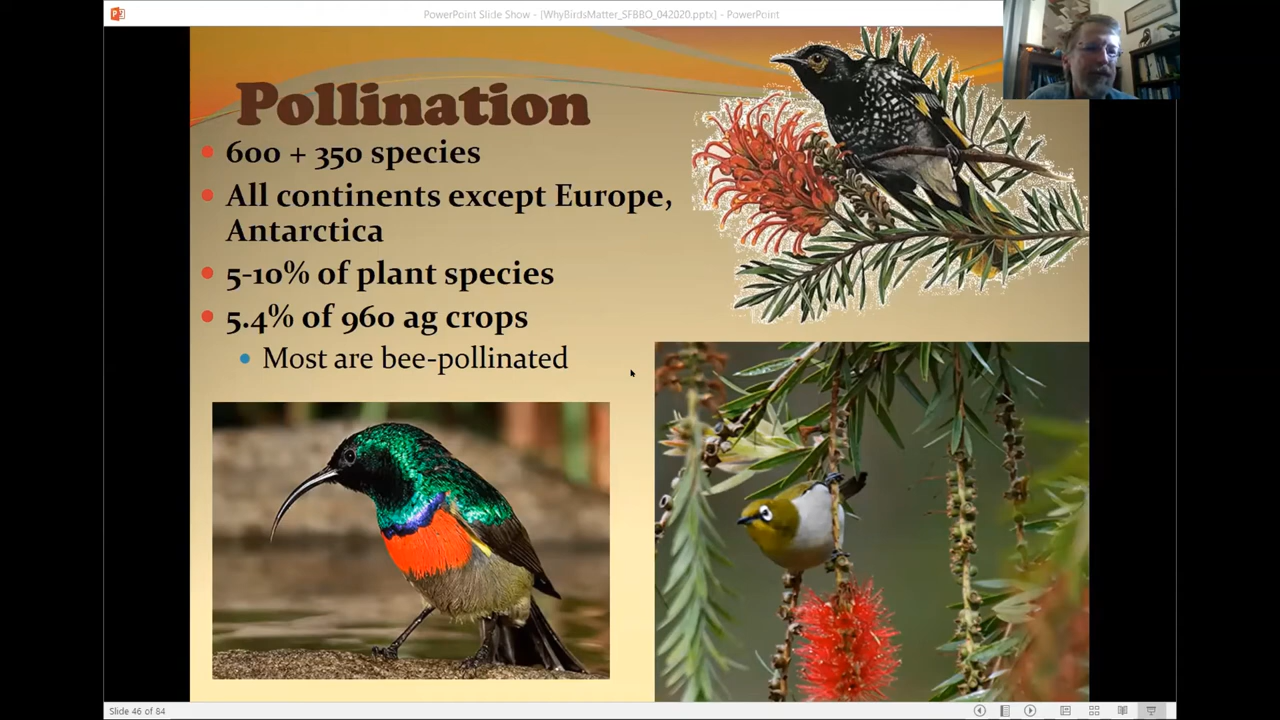 PowerPoint Slide Show - [WhyBirdsMatter_SFBBO_042020.pptx] - PowerPoint
Pollination
600 + 350 species
All continents except Europe,
Antarctica
5-10% of plant species
5.4% of 960 ag crops
Most are bee-pollinated
Slide 46 of 84